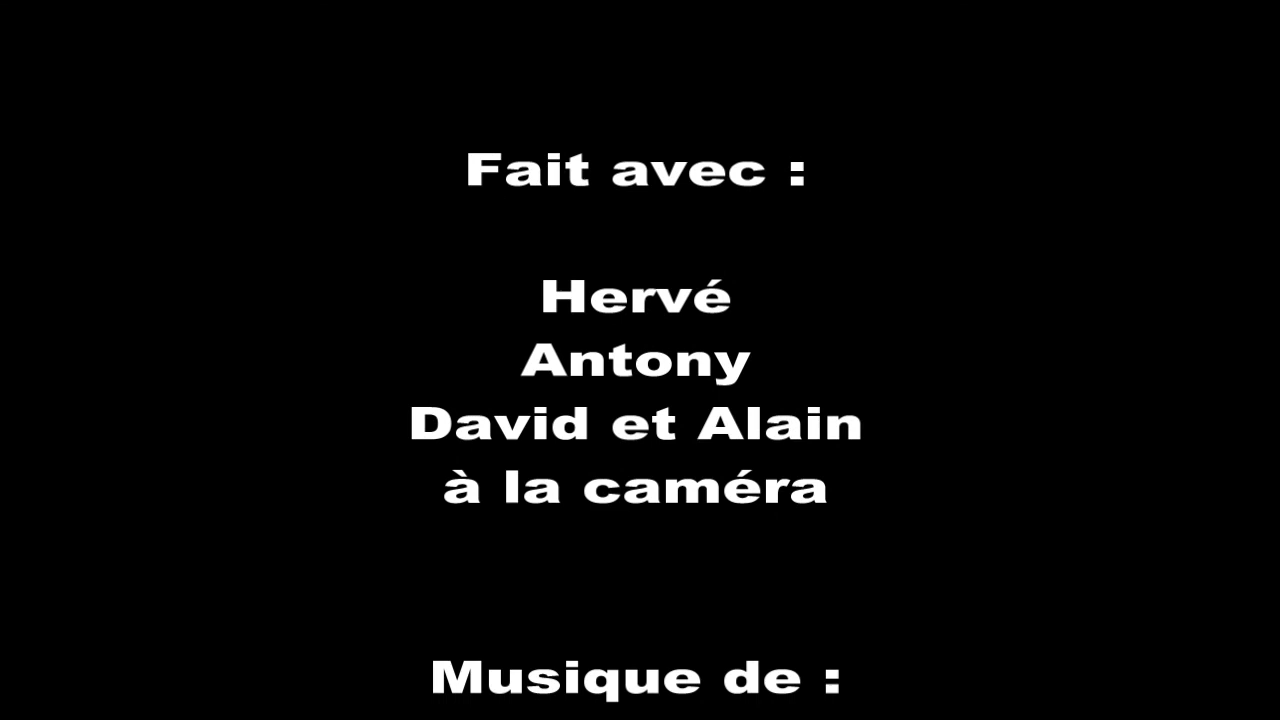 Fait avec :
Hervé
Antony
David et Alain
à la caméra
Musique de :